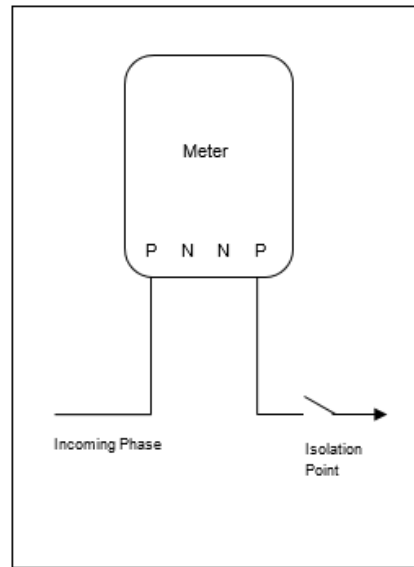 Meter
P N N P
Incoming Phase
Isolation
Point